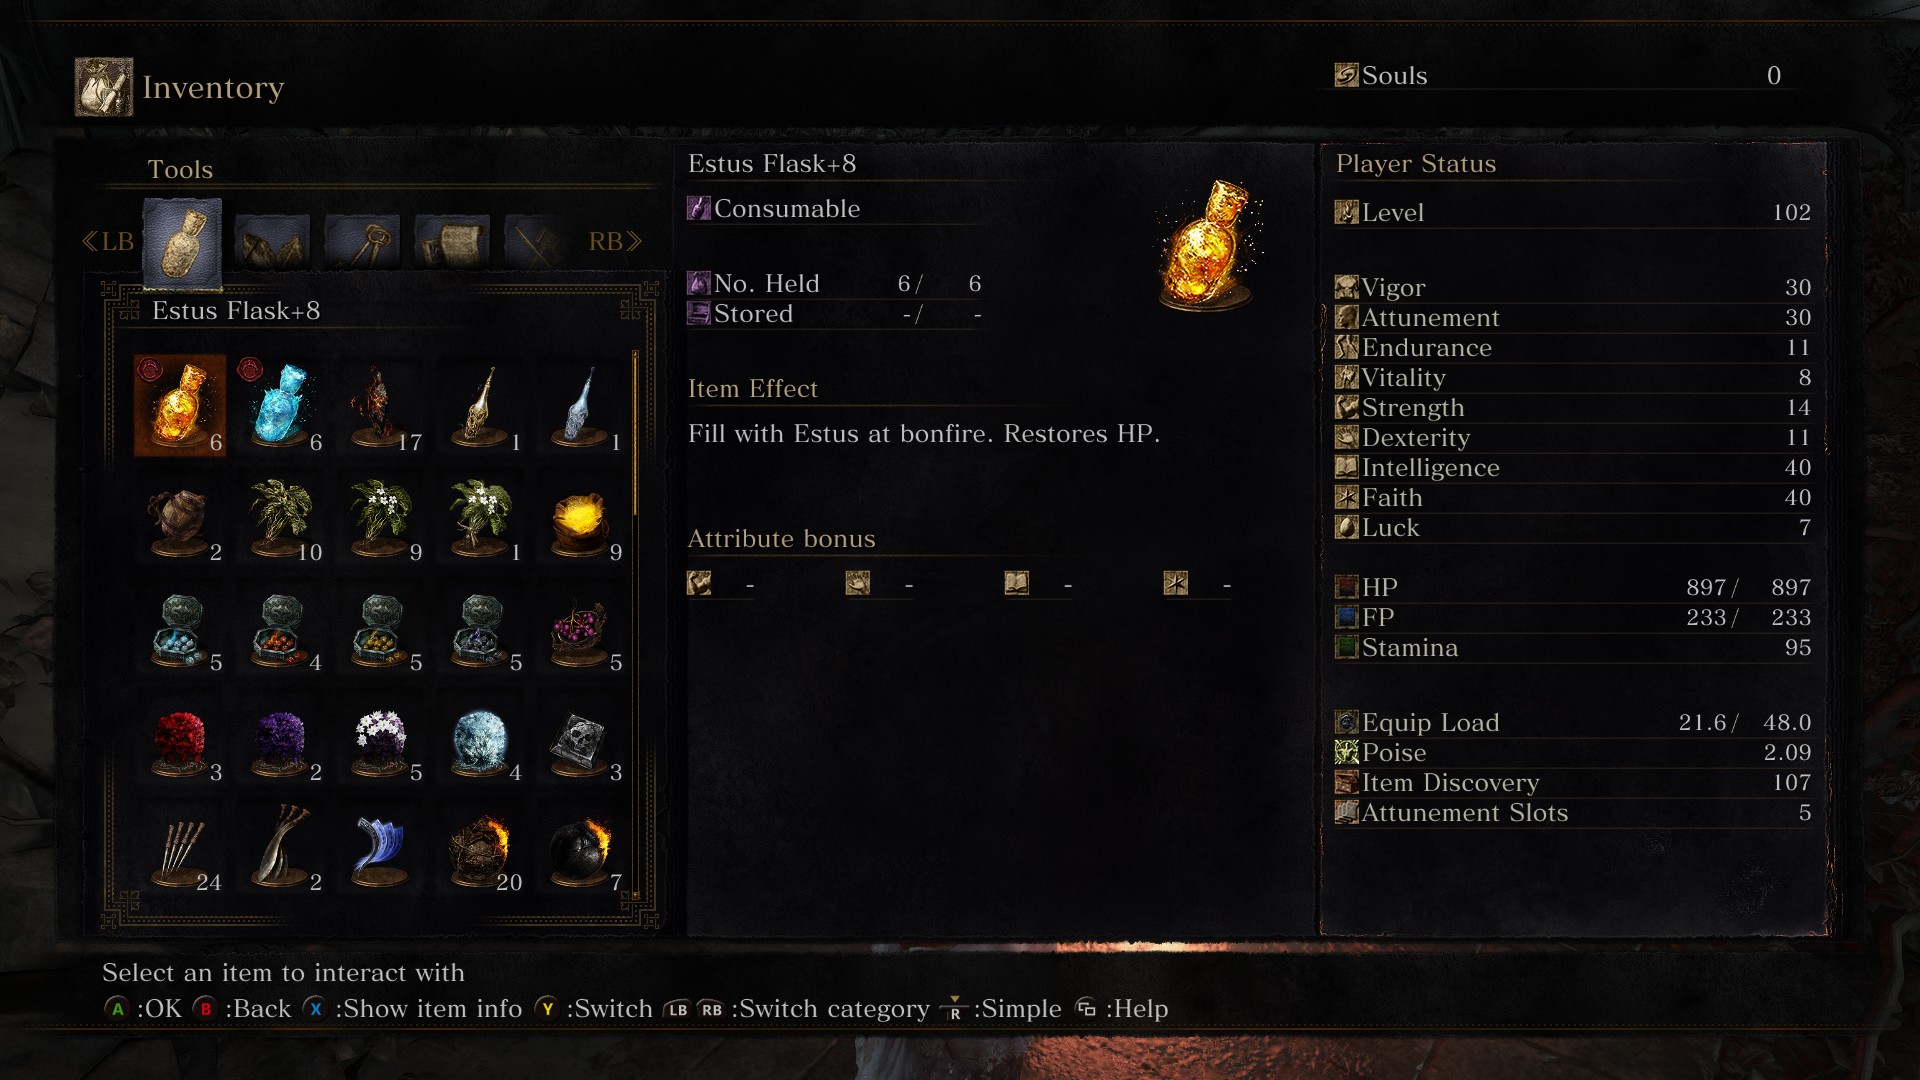 Inventory
Souls 0
Tools
LB RB
Estus Flask+8
6 6 17 1 1
2 10 9 1 9
5 4 5 5 5
3 2 5 4 3
24 2 20 7
Estus Flask+8
Consumable
No. Held 6/ 6
Stored -/ -
Item Effect
Fill with Estus at bonfire. Restores HP.
Attribute bonus
- - - -
Player Status
Level 102
Vigor 30
Attunement 30
Endurance 11
Vitality 8
Strength 14
Dexterity 11
Intelligence 40
Faith 40
Luck 7
HP 897/ 897
FP 233/ 233
Stamina 95
Equip Load 21.6/ 48.0
Poise 2.09
Item Discovery 107
Attunement Slots 5
Select an item to interact with
A :OK B :Back X :Show item info Y :Switch LB RB :Switch category R :Simple :Help